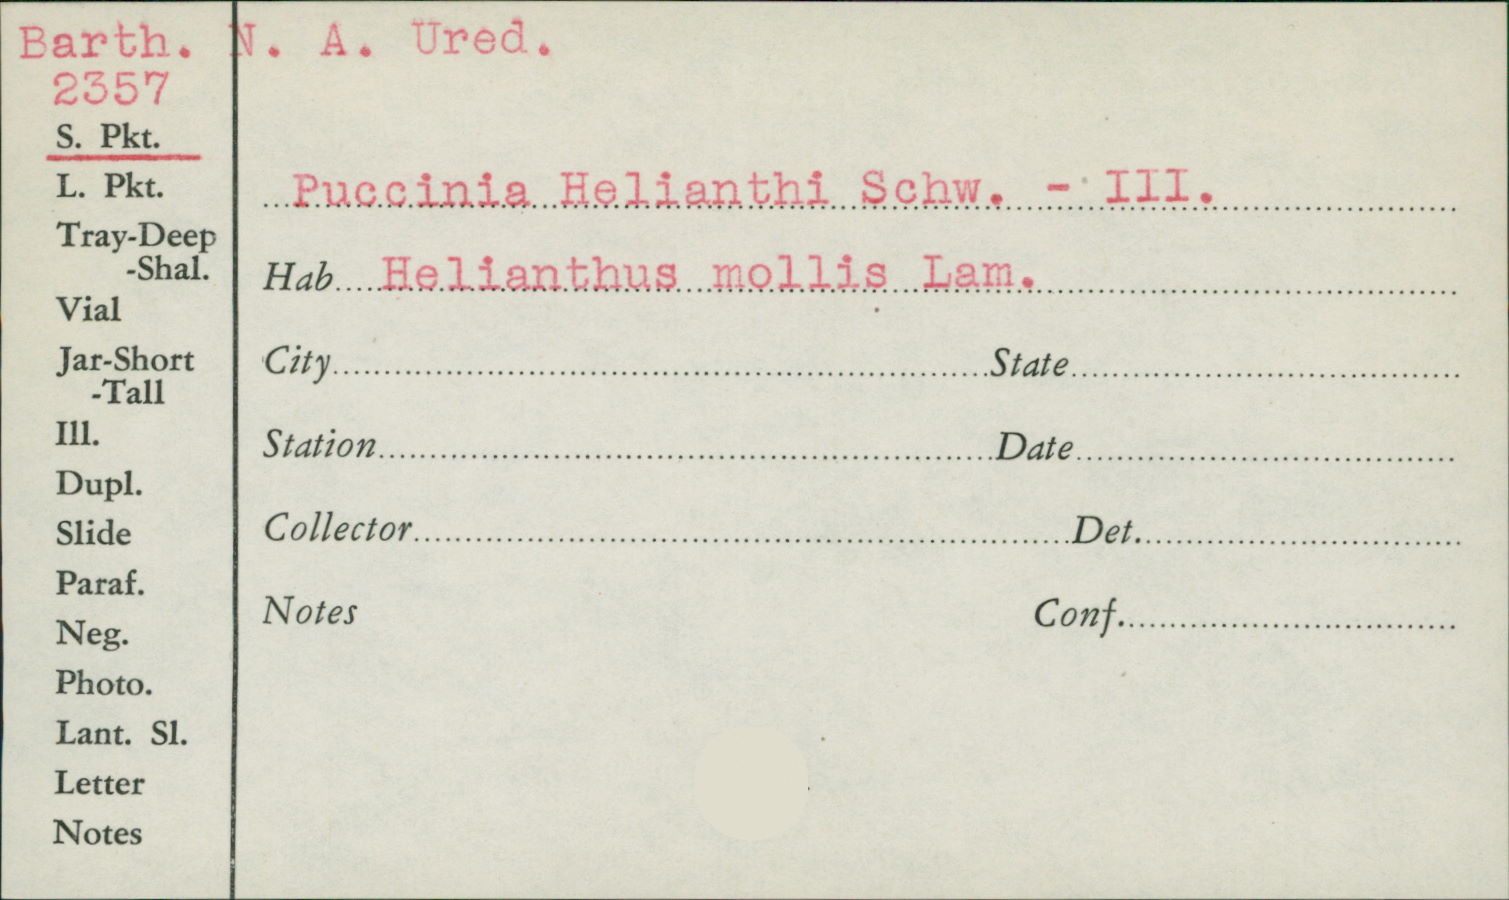 Barth. N. A. Ured.
2357
S. Pkt.
L. Pkt.
Tray-Deep
-Shal.
Vial
Jar-Short
-Tall
Ill.
Dupl.
Slide
Paraf.
Neg.
Photo.
Lant. Sl.
Letter
Notes
Puccinia Helianthi Schw. - III.
Hab Helianthus mollis Lam.
City State
Station Date
Collector Det.
Notes Conf.